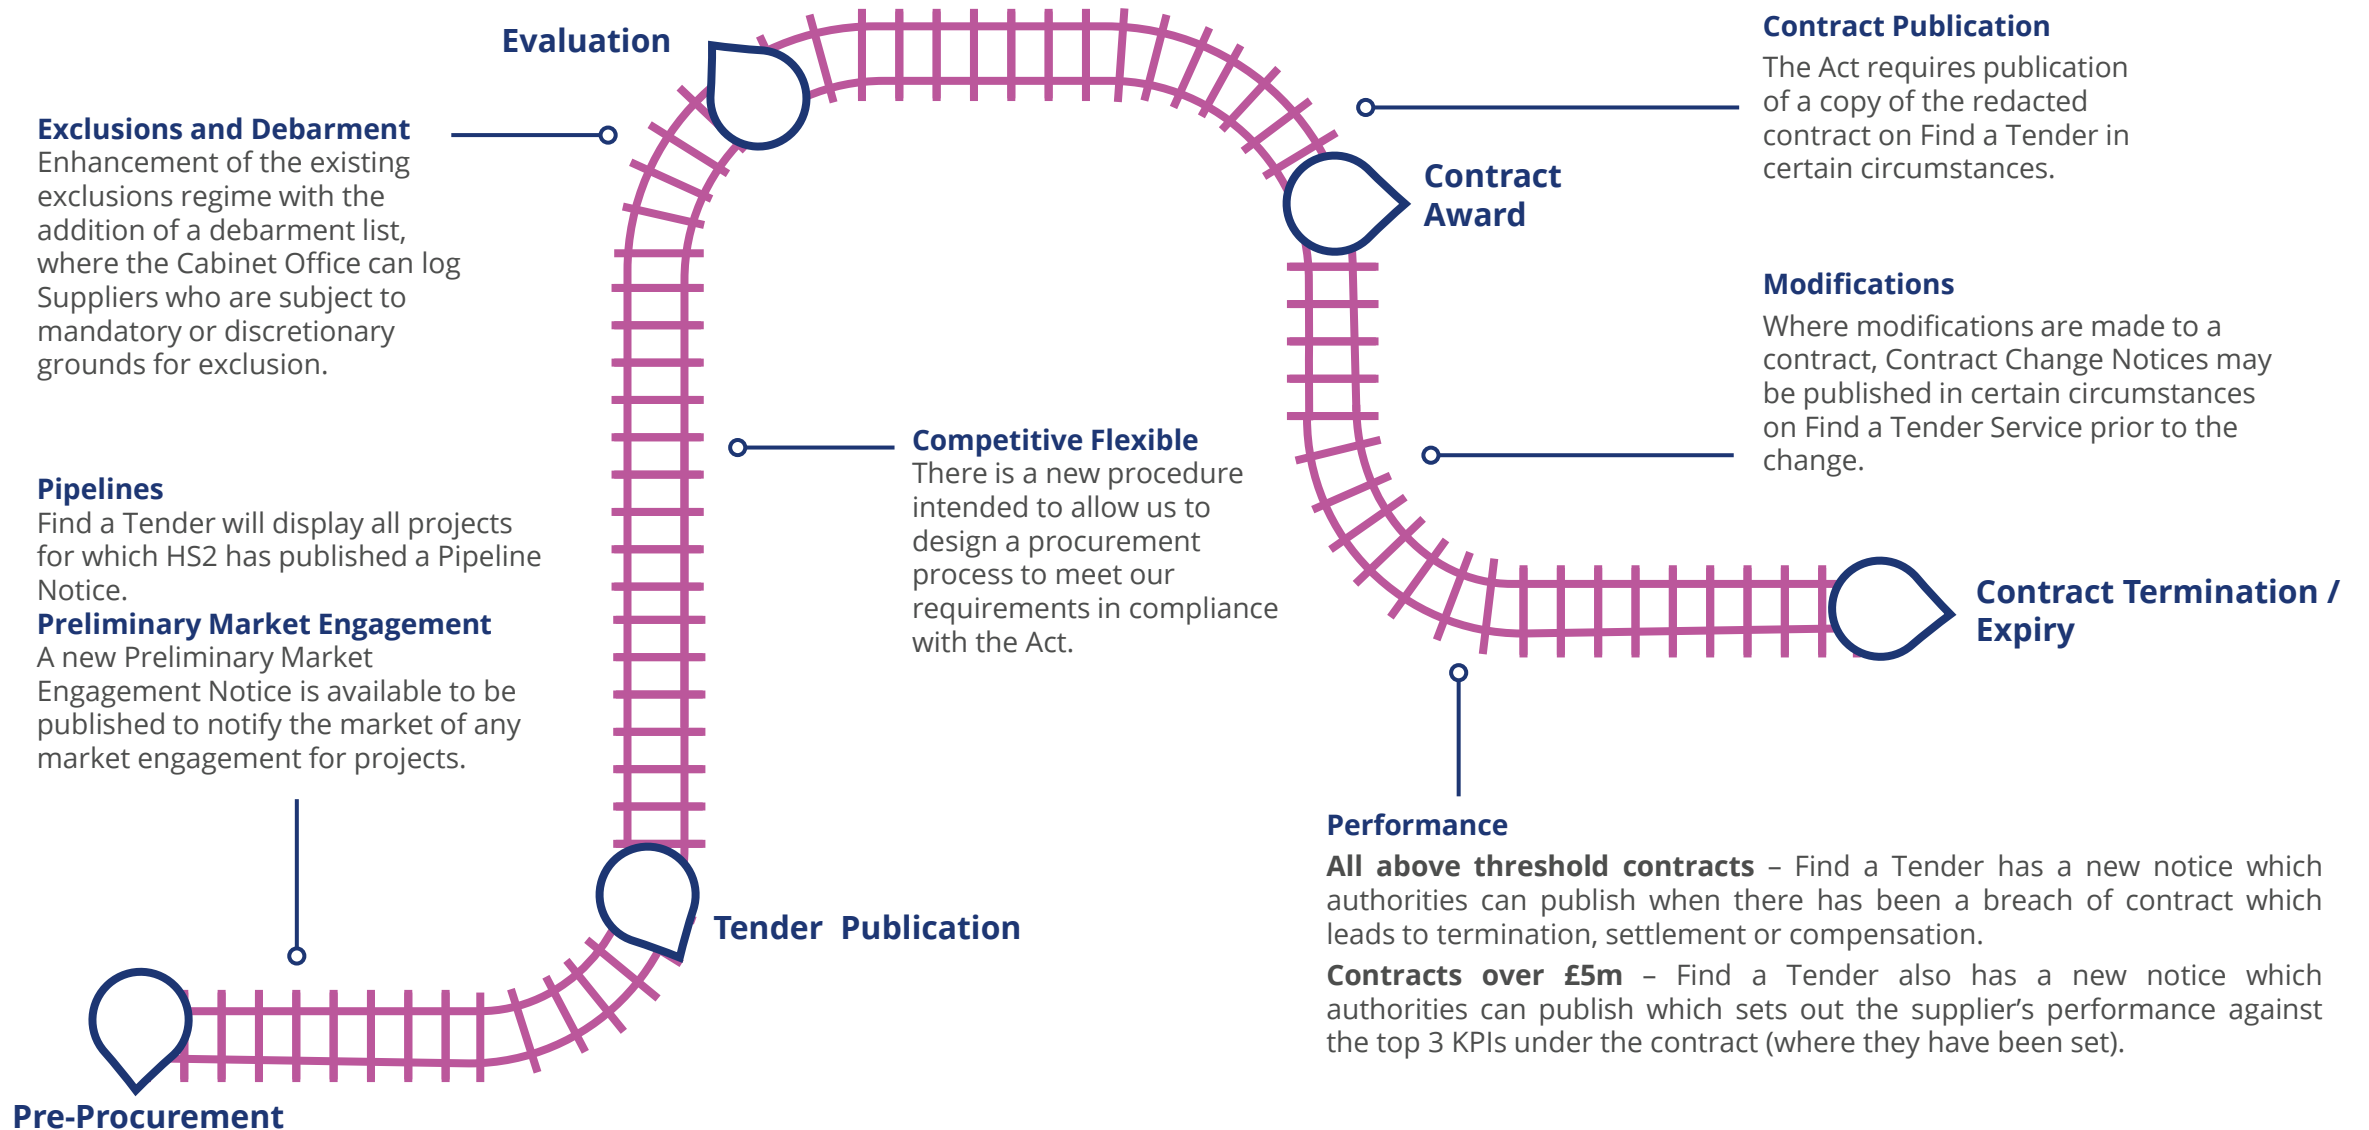 Evaluation
Exclusions and Debarment
Enhancement of the existing
exclusions regime with the
addition of a debarment list,
where the Cabinet Office can log
Suppliers who are subject to
mandatory or discretionary
grounds for exclusion.
Pipelines
Find a Tender will display all projects
for which HS2 has published a Pipeline
Notice.
Preliminary Market Engagement
A new Preliminary Market
Engagement Notice is available to be
published to notify the market of any
market engagement for projects.
Pre-Procurement
Tender Publication
Competitive Flexible
There is a new procedure
intended to allow us to
design a procurement
process to meet our
requirements in compliance
with the Act.
Contract Publication
The Act requires publication
of a copy of the redacted
contract on Find a Tender in
certain circumstances.
Contract
Award
Modifications
Where modifications are made to a
contract, Contract Change Notices may
be published in certain circumstances
on Find a Tender Service prior to the
change.
Contract Termination /
Expiry
Performance
All above threshold contracts – Find a Tender has a new notice which
authorities can publish when there has been a breach of contract which
leads to termination, settlement or compensation.
Contracts over £5m – Find a Tender also has a new notice which
authorities can publish which sets out the supplier’s performance against
the top 3 KPIs under the contract (where they have been set).